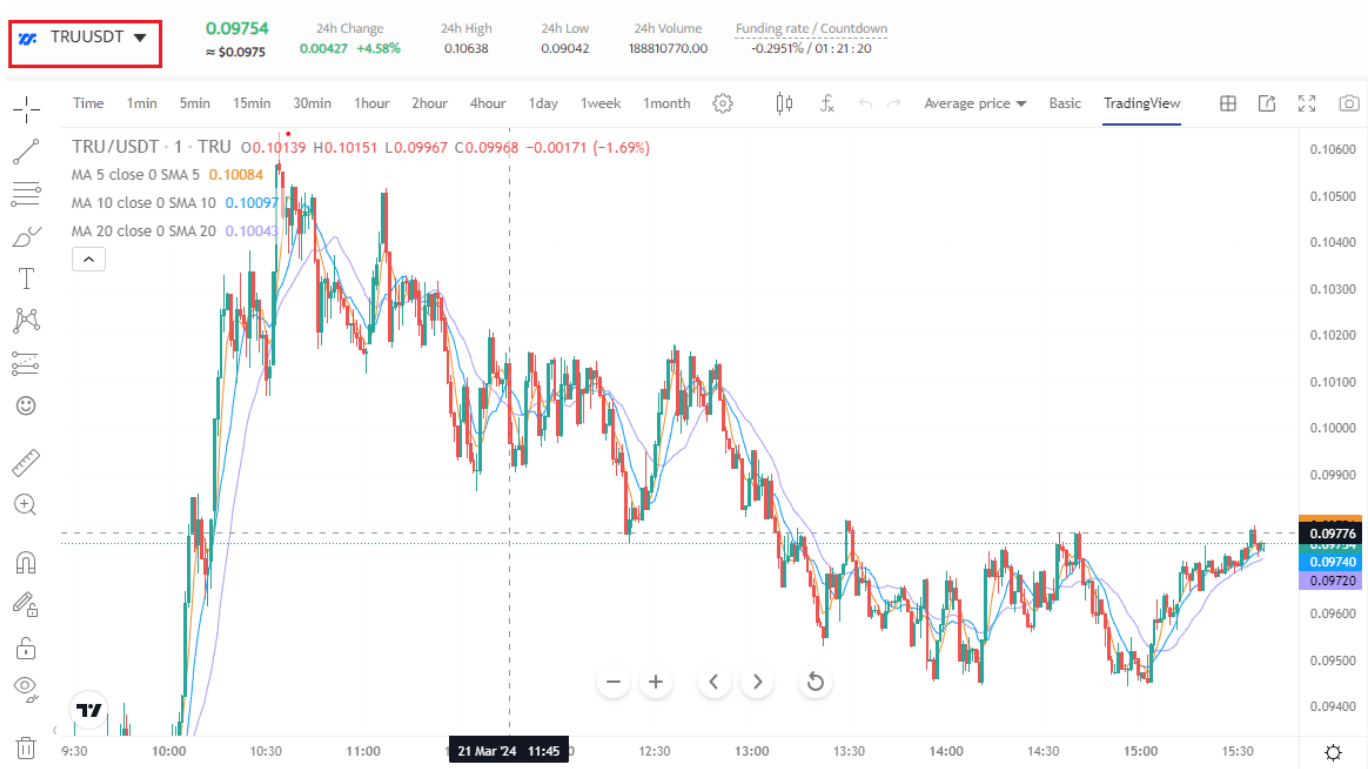 TRUUSDT
0.09754
≈ $0.0975
24h Change
0.00427 +4.58%
24h High
0.10638
24h Low
0.09042
24h Volume
188810770.00
Funding rate / Countdown
-0.2951% / 01 : 21 : 20
Time 1min 5min 15min 30min 1hour 2hour 4hour 1day 1week 1month Average price Basic TradingView
TRU/USDT · 1 · TRU O0.10139 H0.10151 L0.09967 C0.09968 −0.00171 (−1.69%)
MA 5 close 0 SMA 5 0.10084
MA 10 close 0 SMA 10 0.10097
MA 20 close 0 SMA 20 0.10043
0.10600
0.10500
0.10400
0.10300
0.10200
0.10100
0.10000
0.09900
0.09776
0.09754
0.09740
0.09720
0.09600
0.09500
0.09400
9:30 10:00 10:30 11:00 21 Mar '24 11:45 12:30 13:00 13:30 14:00 14:30 15:00 15:30